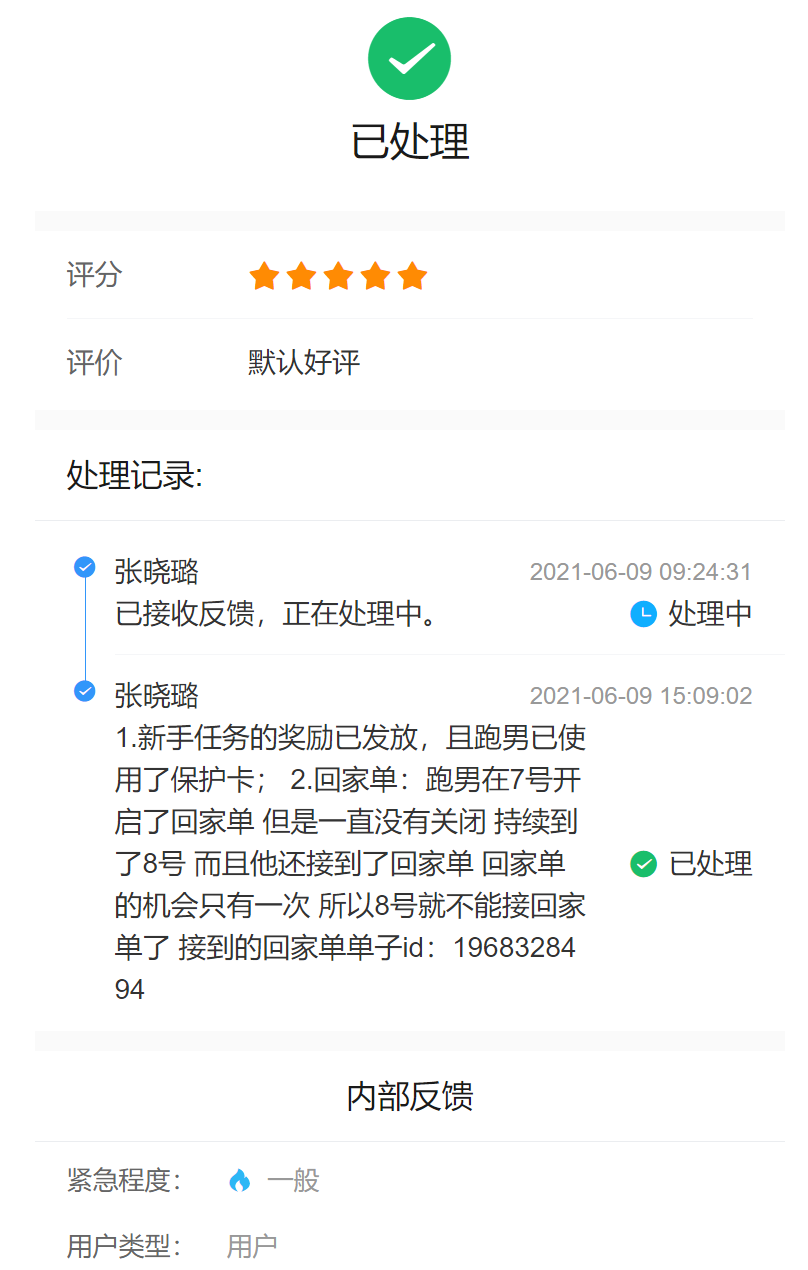 已处理
评分
评价 默认好评
处理记录:
张晓璐 2021-06-09 09:24:31
已接收反馈，正在处理中。 处理中
张晓璐 2021-06-09 15:09:02
1.新手任务的奖励已发放，且跑男已使
用了保护卡； 2.回家单：跑男在7号开
启了回家单 但是一直没有关闭 持续到
了8号 而且他还接到了回家单 回家单
已处理
的机会只有一次 所以8号就不能接回家
单了 接到的回家单单子id：19683284
94
内部反馈
紧急程度： 一般
用户类型： 用户